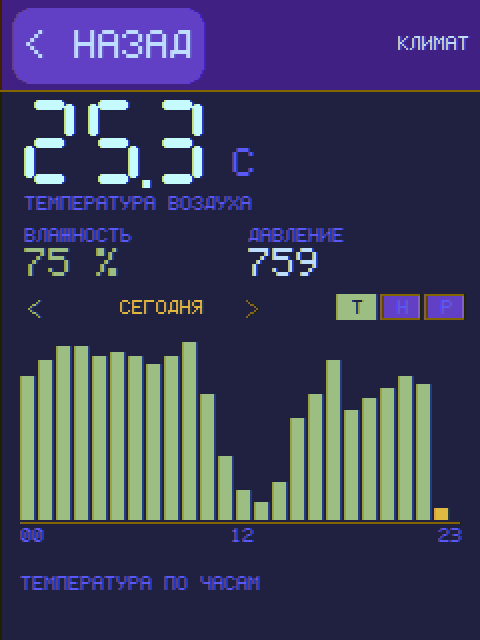 < НАЗАД
КЛИМАТ
25.3 C
ТЕМПЕРАТУРА ВОЗДУХА
ВЛАЖНОСТЬ ДАВЛЕНИЕ
75 % 759
< СЕГОДНЯ > T H P
00 12 23
ТЕМПЕРАТУРА ПО ЧАСАМ